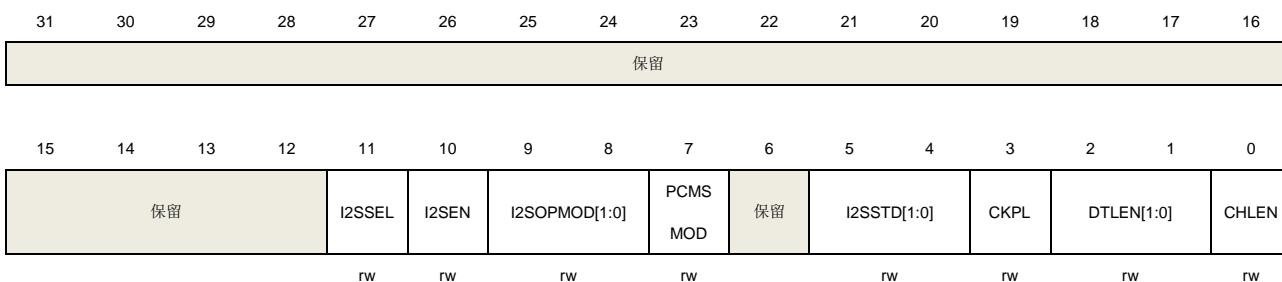 31 30 29 28 27 26 25 24 23 22 21 20 19 18 17 16
保留
15 14 13 12 11 10 9 8 7 6 5 4 3 2 1 0
保留 I2SSEL I2SEN I2SOPMOD[1:0] PCMS MOD 保留 I2SSTD[1:0] CKPL DTLEN[1:0] CHLEN
rw rw rw rw rw rw rw rw